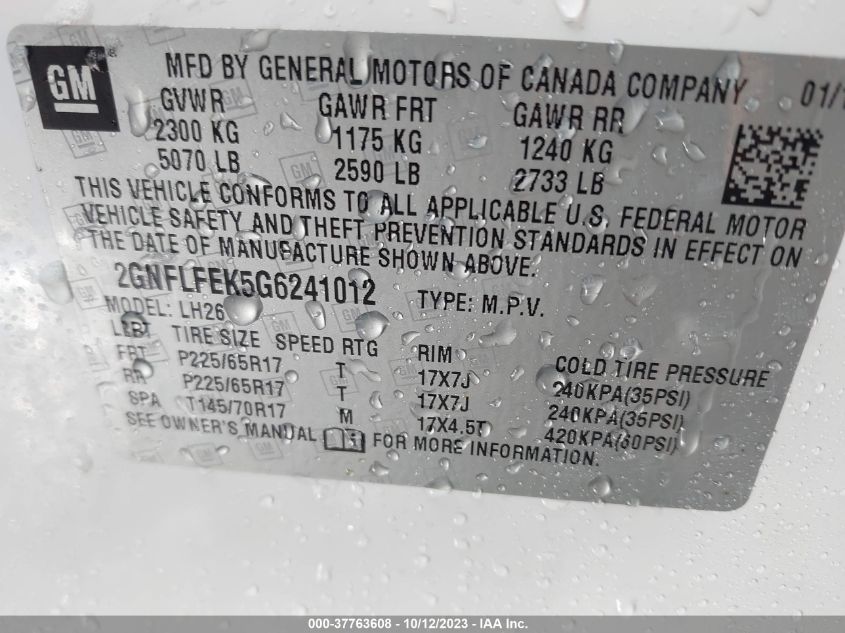 GM
MFD BY GENERAL MOTORS OF CANADA COMPANY 01/1
GVWR GAWR FRT GAWR RR
2300 KG 1175 KG 1240 KG
5070 LB 2590 LB 2733 LB
THIS VEHICLE CONFORMS TO ALL APPLICABLE U.S. FEDERAL MOTOR
VEHICLE SAFETY AND THEFT PREVENTION STANDARDS IN EFFECT ON
THE DATE OF MANUFACTURE SHOWN ABOVE.
2GNFLFEK5G6241012 TYPE: M.P.V.
MODEL: LH26
TIRE SIZE SPEED RTG RIM COLD TIRE PRESSURE
FRT P225/65R17 T 17X7J 240KPA(35PSI)
RR P225/65R17 T 17X7J 240KPA(35PSI)
SPA T145/70R17 M 17X4.5T 420KPA(60PSI)
SEE OWNER'S MANUAL FOR MORE INFORMATION.
000-37763608 - 10/12/2023 - IAA Inc.